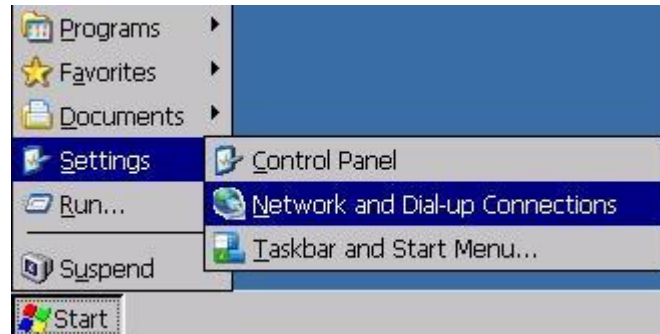 Programs
Favorites
Documents
Settings
Control Panel
Run...
Network and Dial-up Connections
Taskbar and Start Menu...
Suspend
Start